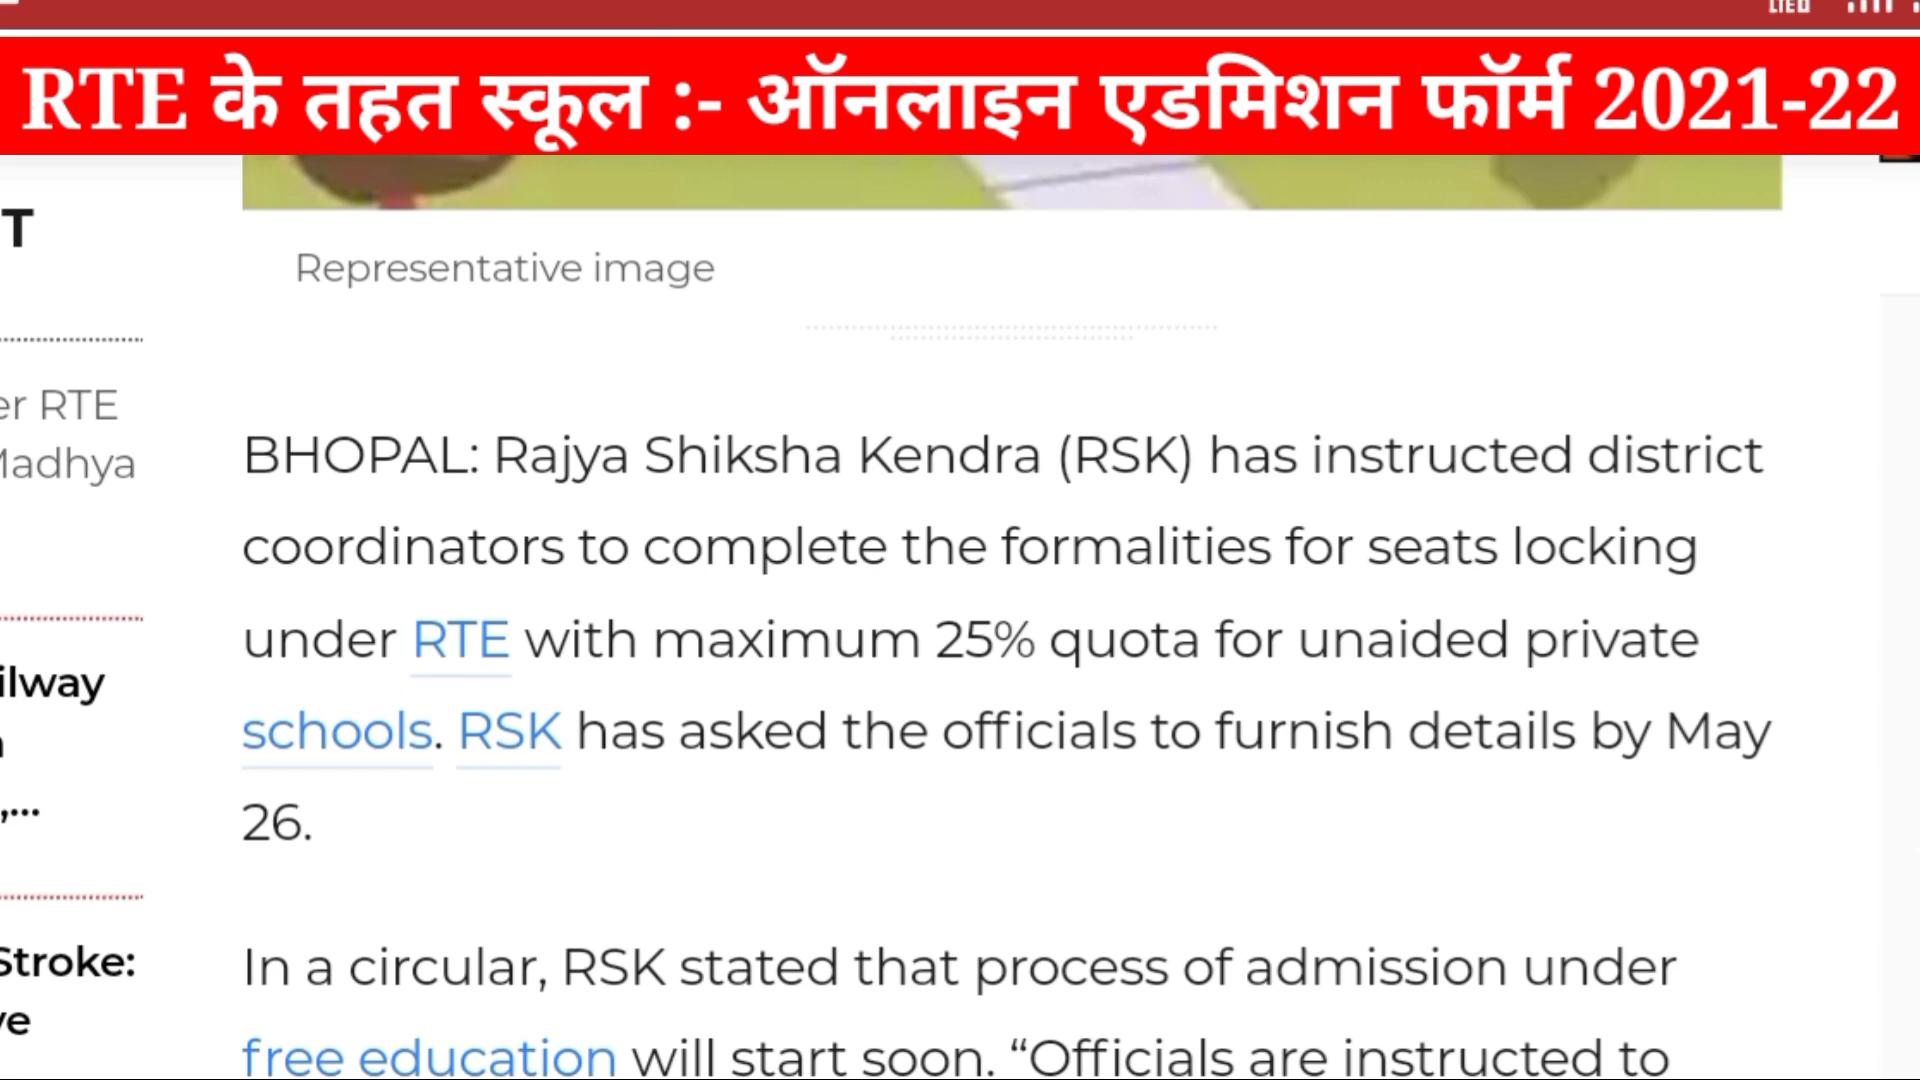 LTE
RTE के तहत स्कूल :- ऑनलाइन एडमिशन फॉर्म 2021-22
T
er RTE
Madhya
ilway
,...
Stroke:
ve
Representative image
BHOPAL: Rajya Shiksha Kendra (RSK) has instructed district
coordinators to complete the formalities for seats locking
under RTE with maximum 25% quota for unaided private
schools. RSK has asked the officials to furnish details by May
26.
In a circular, RSK stated that process of admission under
free education will start soon. “Officials are instructed to